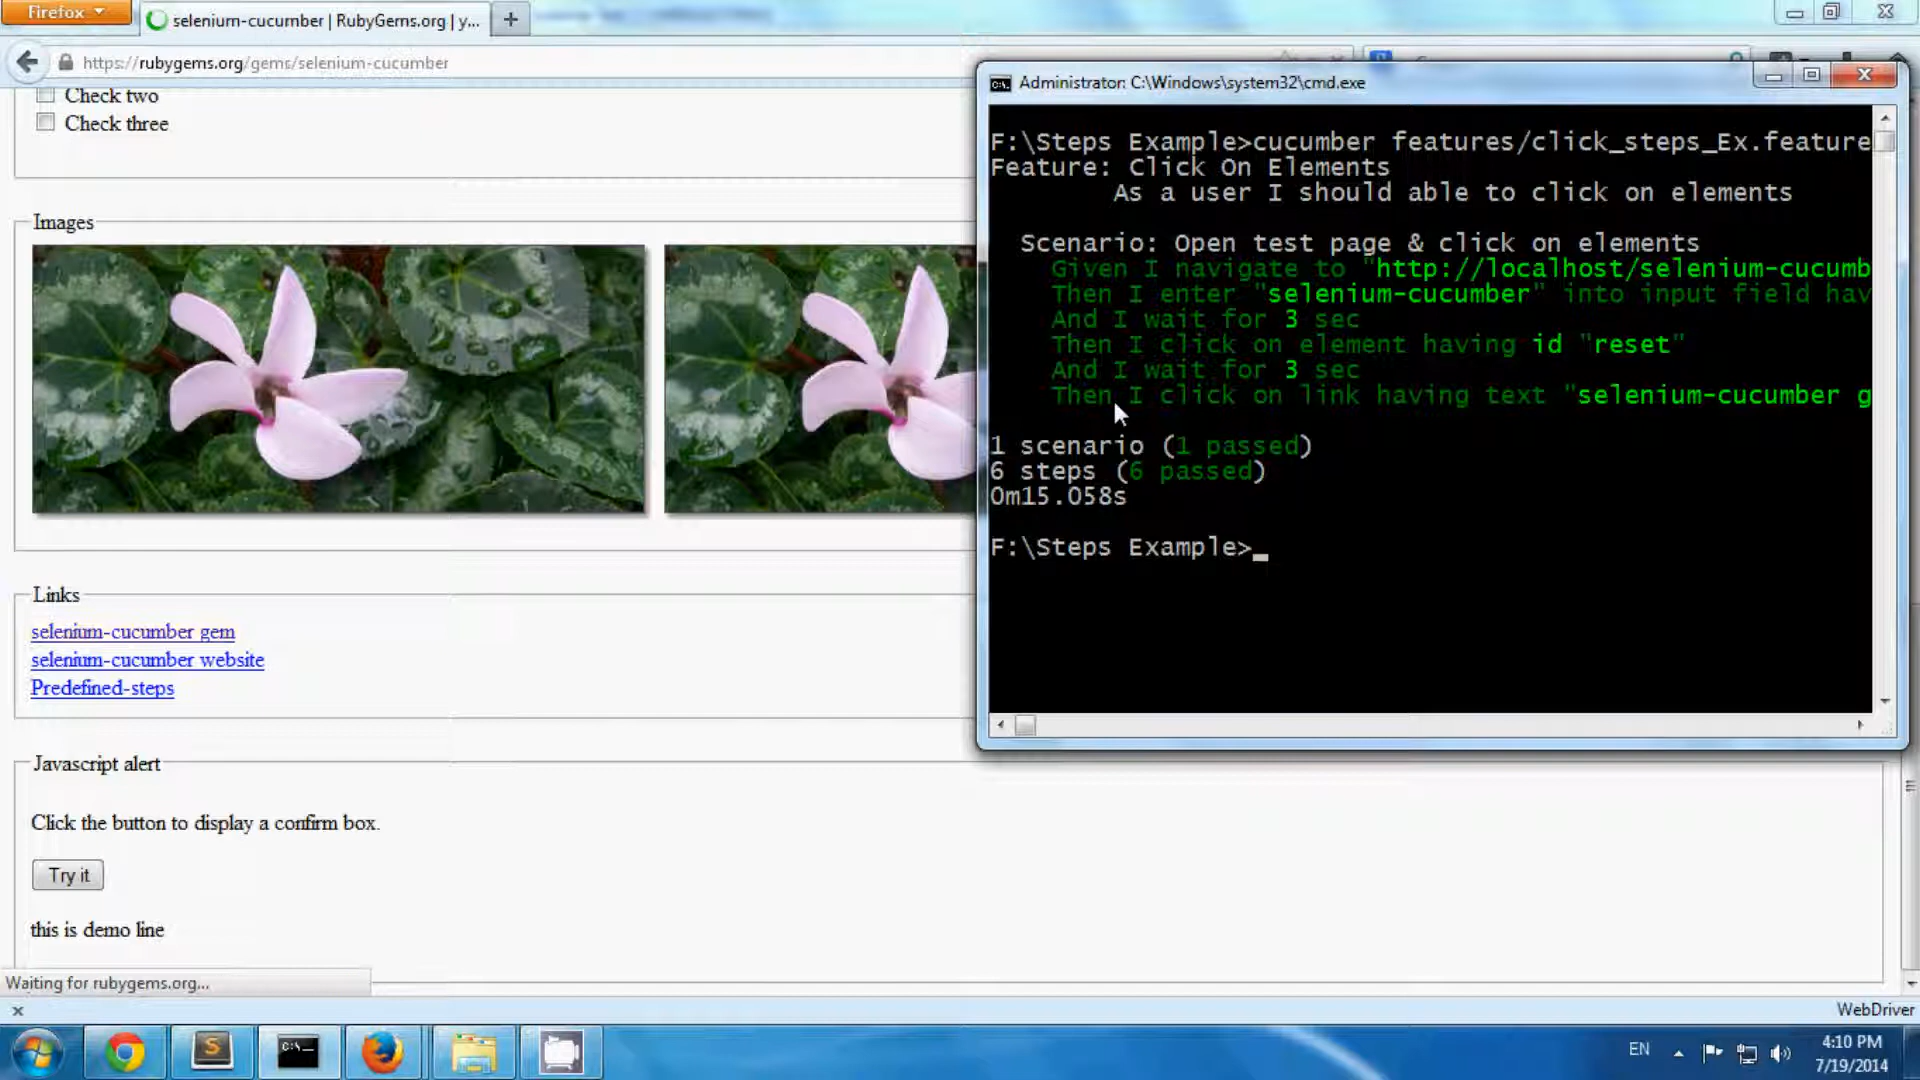 Firefox
selenium-cucumber | RubyGems.org | y...
https://rubygems.org/gems/selenium-cucumber
Check two
Check three
Images
Links
selenium-cucumber gem
selenium-cucumber website
Predefined-steps
Javascript alert
Click the button to display a confirm box.
Try it
this is demo line
Waiting for rubygems.org...
WebDriver
Administrator: C:\Windows\system32\cmd.exe
F:\Steps Example>cucumber features/click_steps_Ex.feature
Feature: Click On Elements
As a user I should able to click on elements
Scenario: Open test page & click on elements
Given I navigate to "http://localhost/selenium-cucumb
Then I enter "selenium-cucumber" into input field hav
And I wait for 3 sec
Then I click on element having id "reset"
And I wait for 3 sec
Then I click on link having text "selenium-cucumber g
1 scenario (1 passed)
6 steps (6 passed)
0m15.058s
F:\Steps Example>_
EN
4:10 PM
7/19/2014